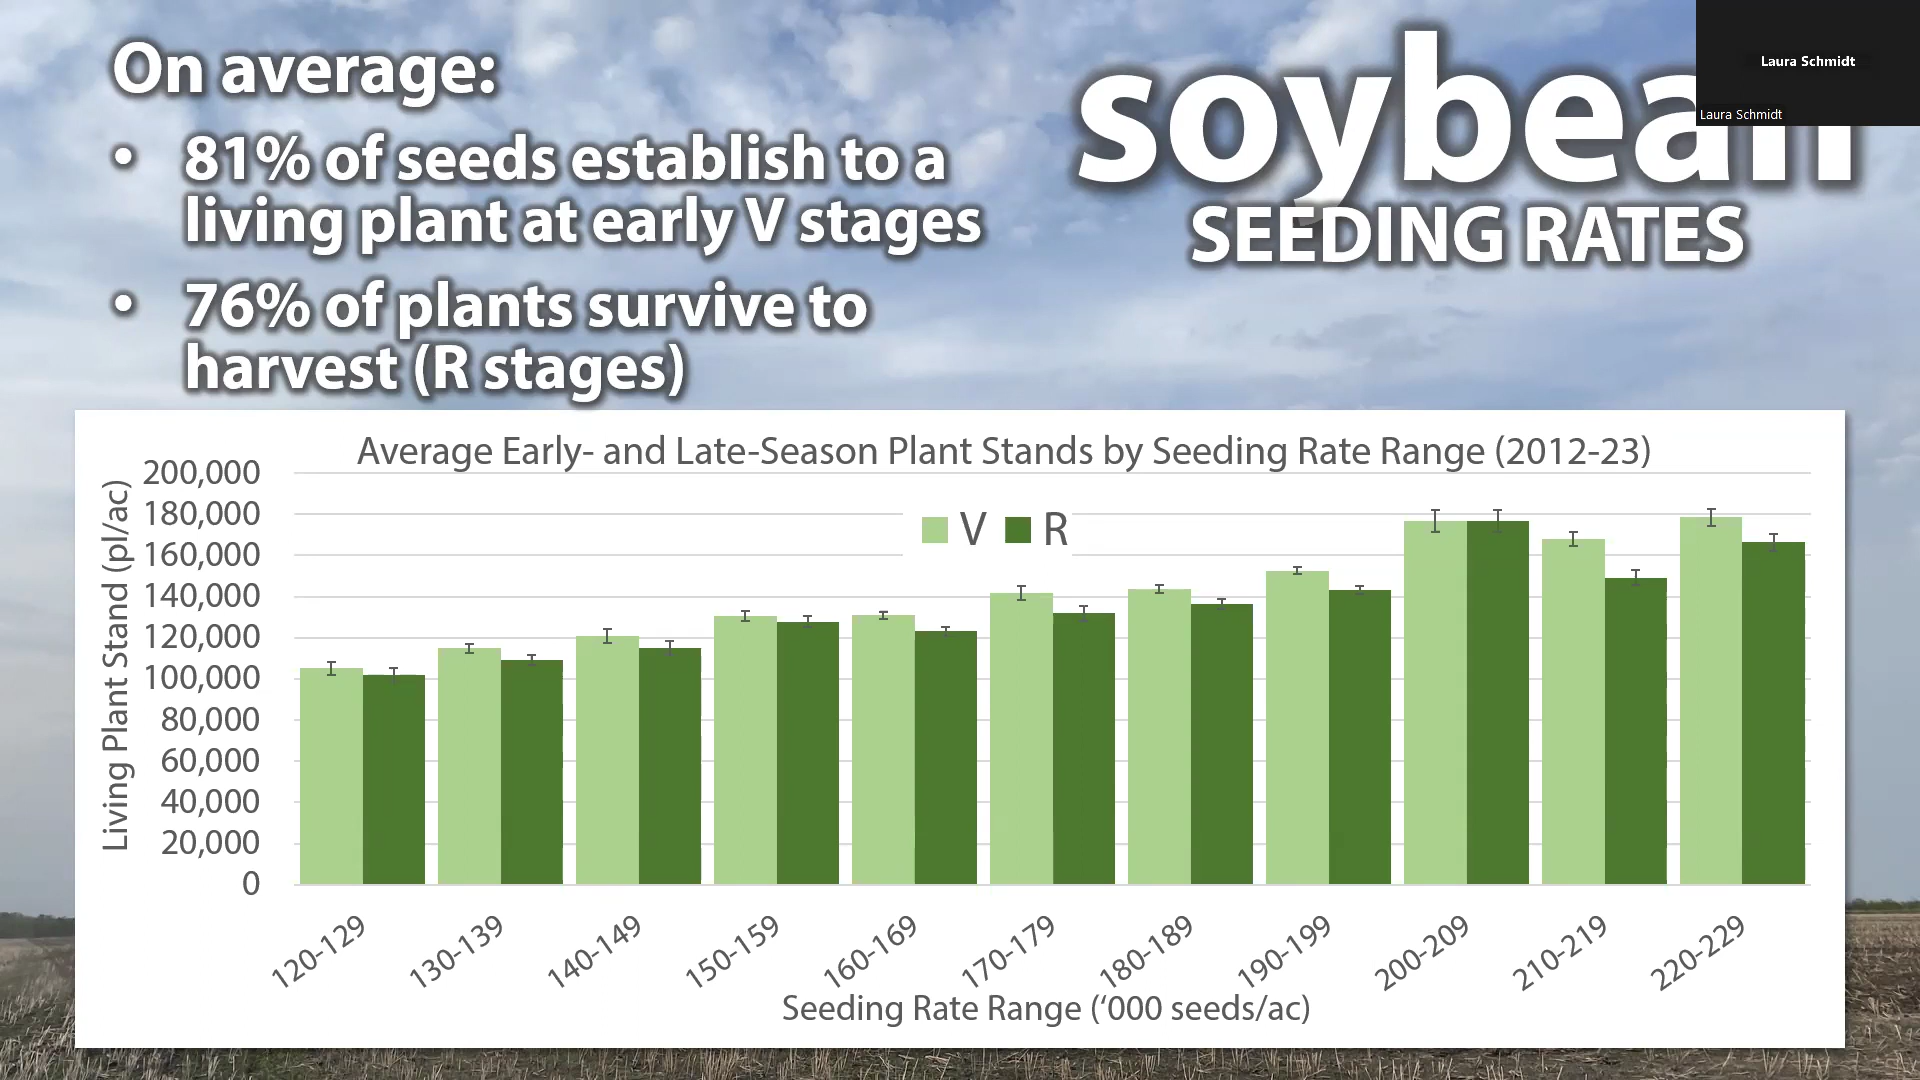 On average:
• 81% of seeds establish to a
living plant at early V stages
• 76% of plants survive to
harvest (R stages)
soybean
SEEDING RATES
Laura Schmidt
Laura Schmidt
Average Early- and Late-Season Plant Stands by Seeding Rate Range (2012-23)
V R
Living Plant Stand (pl/ac)
200,000
180,000
160,000
140,000
120,000
100,000
80,000
60,000
40,000
20,000
0
120-129
130-139
140-149
150-159
160-169
170-179
180-189
190-199
200-209
210-219
220-229
Seeding Rate Range (‘000 seeds/ac)